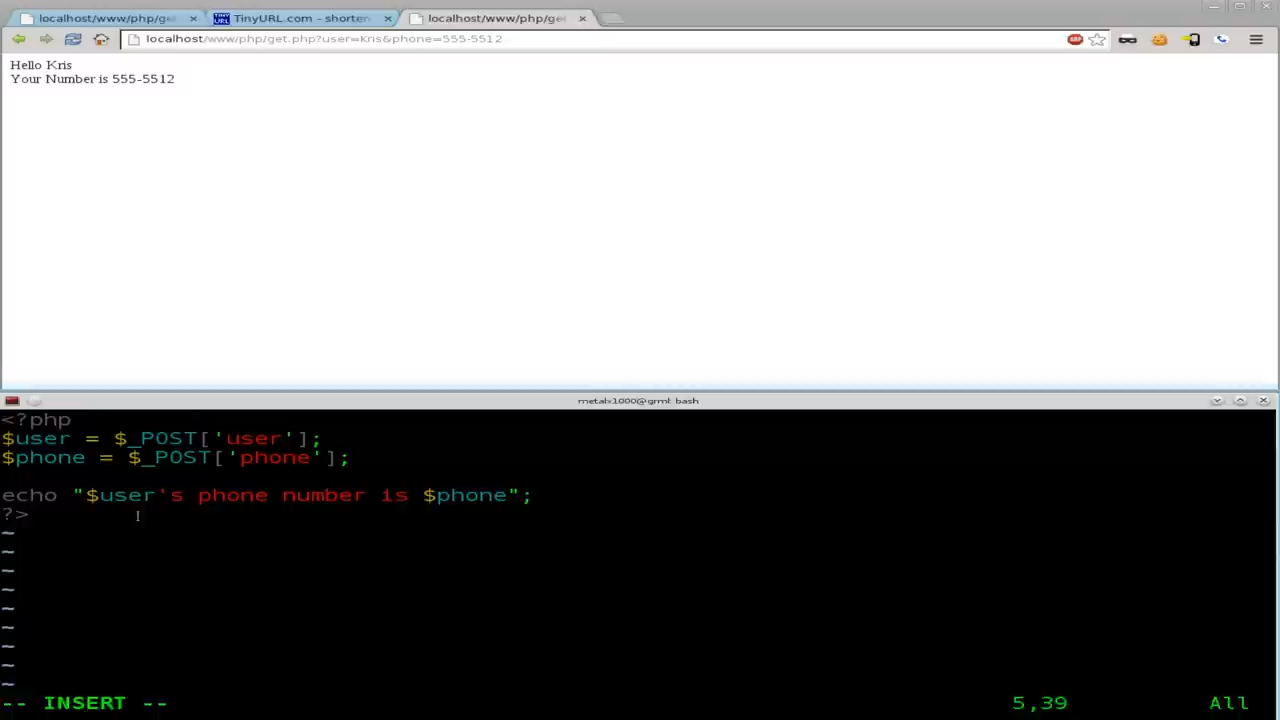 localhost/www/php/ge
TinyURL.com - shorten
localhost/www/php/get
localhost/www/php/get.php?user=Kris&phone=555-5512
ABP
Hello Kris
Your Number is 555-5512
metalx1000@grml: bash
<?php
$user = $_POST['user'];
$phone = $_POST['phone'];
echo "$user's phone number is $phone";
?>
~
~
~
~
~
~
~
~
~
-- INSERT --
5,39
All